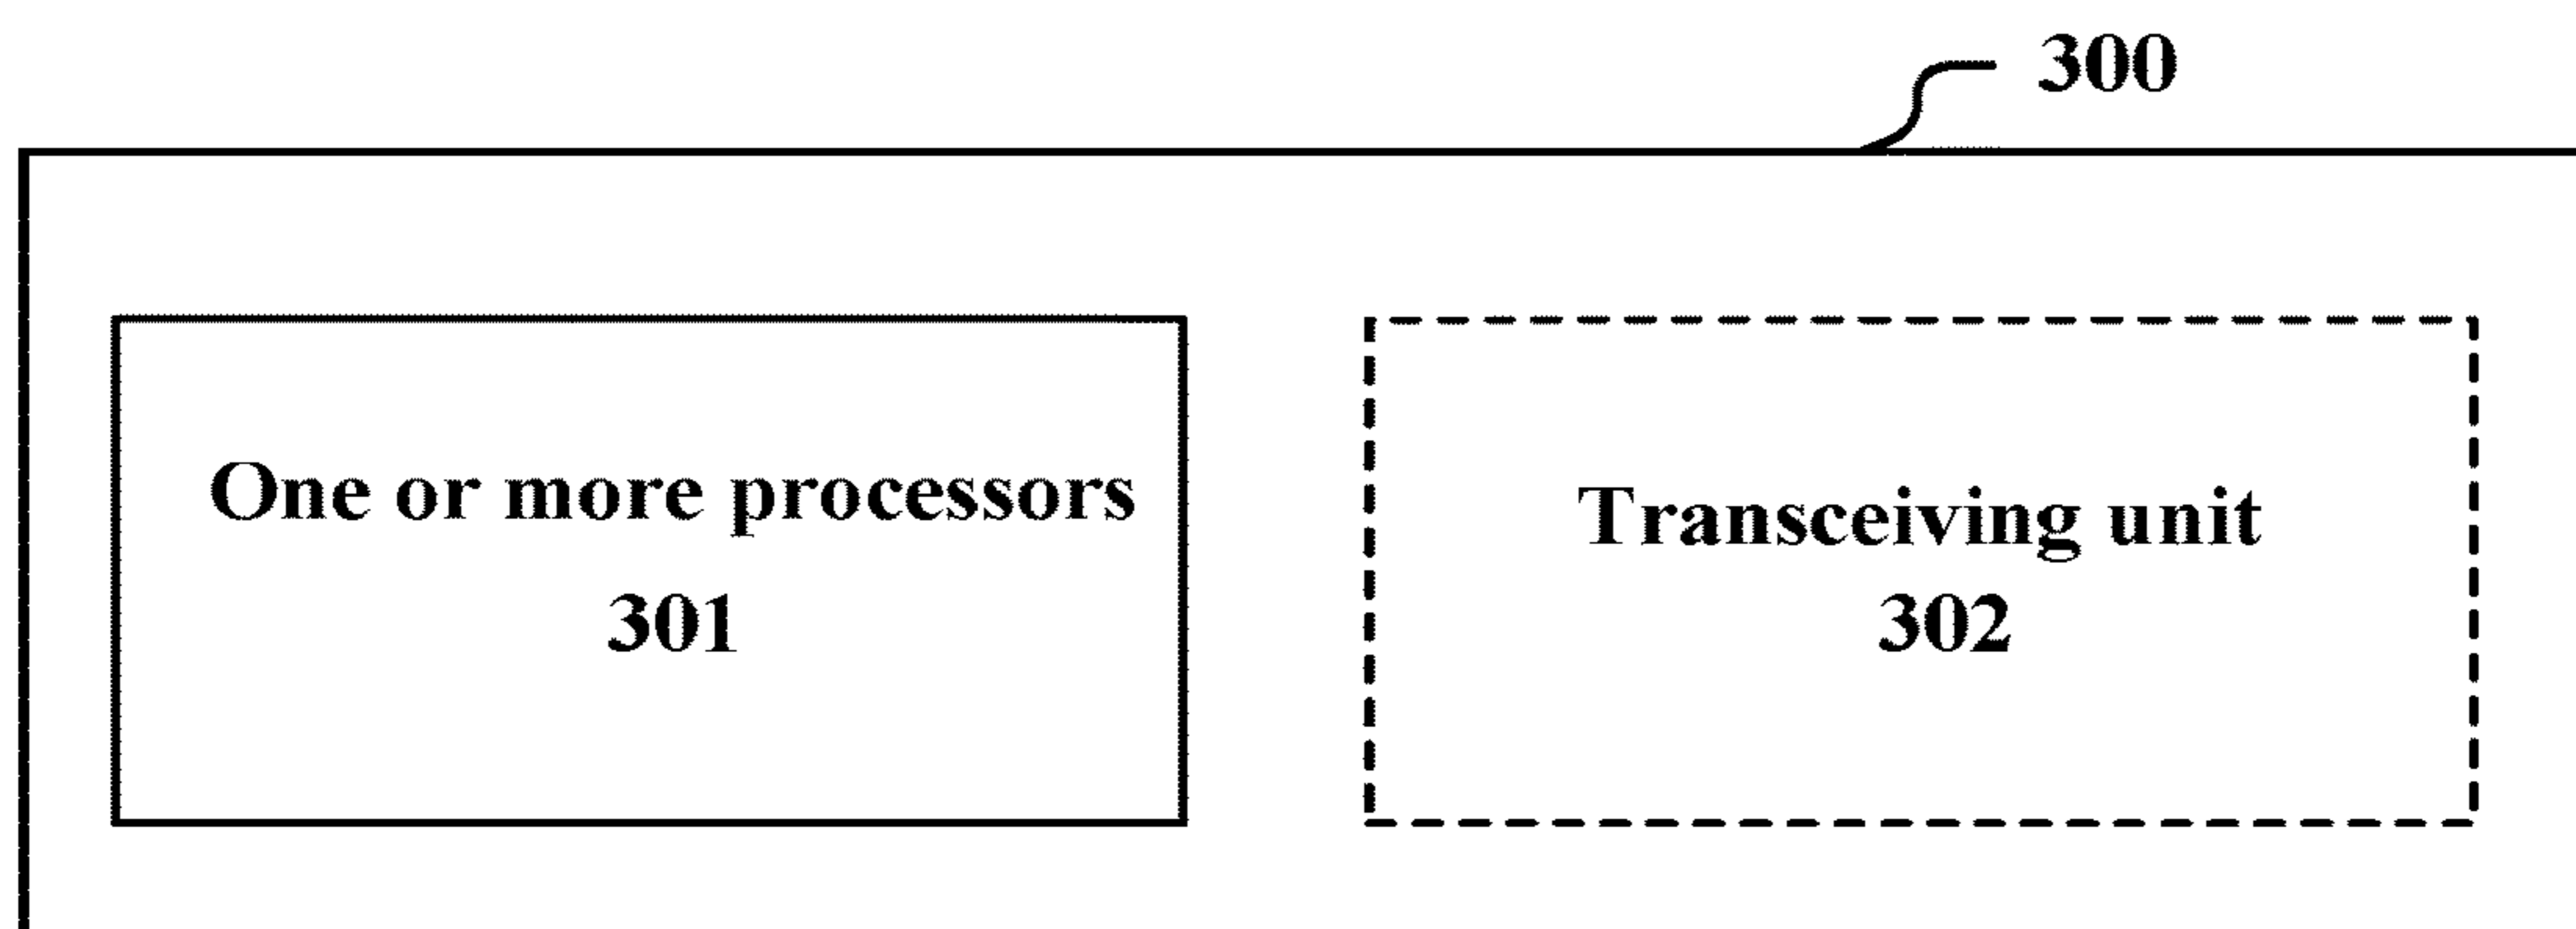 300
One or more processors
301
Transceiving unit
302